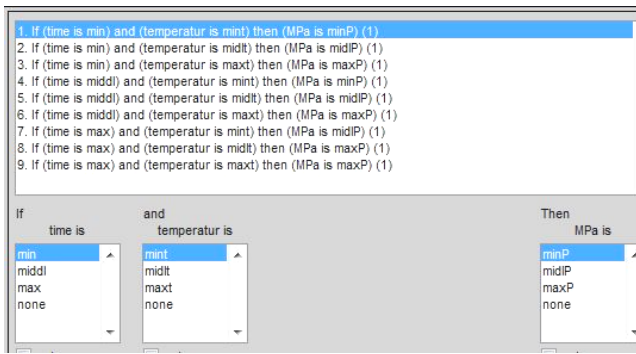 1. If (time is min) and (temperatur is mint) then (MPa is minP) (1)
2. If (time is min) and (temperatur is midlt) then (MPa is midlP) (1)
3. If (time is min) and (temperatur is maxt) then (MPa is maxP) (1)
4. If (time is middl) and (temperatur is mint) then (MPa is minP) (1)
5. If (time is middl) and (temperatur is midlt) then (MPa is midlP) (1)
6. If (time is middl) and (temperatur is maxt) then (MPa is maxP) (1)
7. If (time is max) and (temperatur is mint) then (MPa is midlP) (1)
8. If (time is max) and (temperatur is midlt) then (MPa is maxP) (1)
9. If (time is max) and (temperatur is maxt) then (MPa is maxP) (1)
If and Then
time is temperatur is MPa is
min mint minP
middl midlt midlP
max maxt maxP
none none none